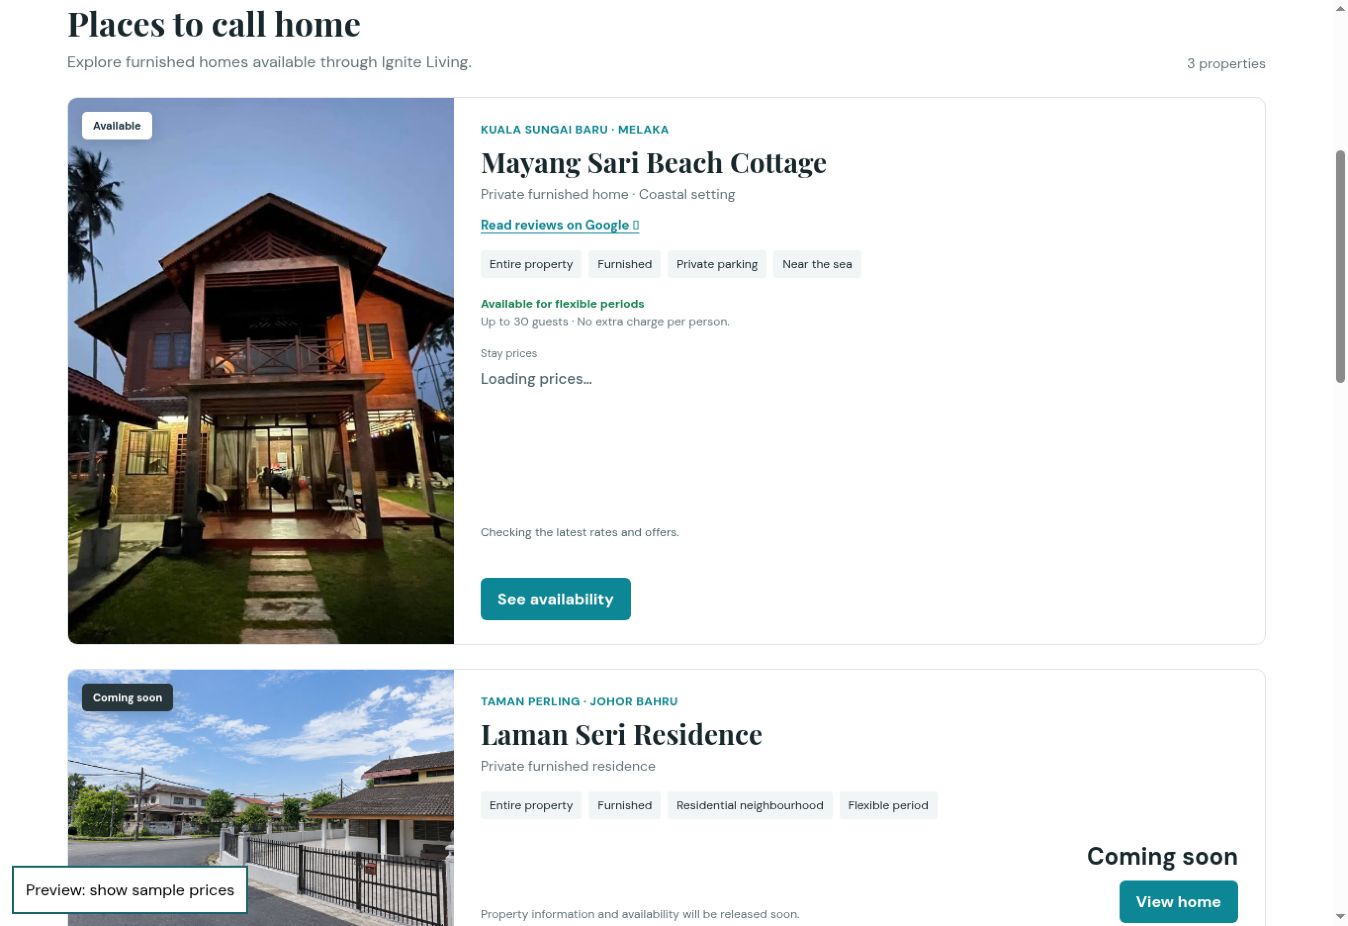 Places to call home
Explore furnished homes available through Ignite Living.
3 properties
Available
KUALA SUNGAI BARU · MELAKA
Mayang Sari Beach Cottage
Private furnished home · Coastal setting
Read reviews on Google
Entire property
Furnished
Private parking
Near the sea
Available for flexible periods
Up to 30 guests · No extra charge per person.
Stay prices
Loading prices...
Checking the latest rates and offers.
See availability
Coming soon
TAMAN PERLING · JOHOR BAHRU
Laman Seri Residence
Private furnished residence
Entire property
Furnished
Residential neighbourhood
Flexible period
Coming soon
View home
Property information and availability will be released soon.
Preview: show sample prices